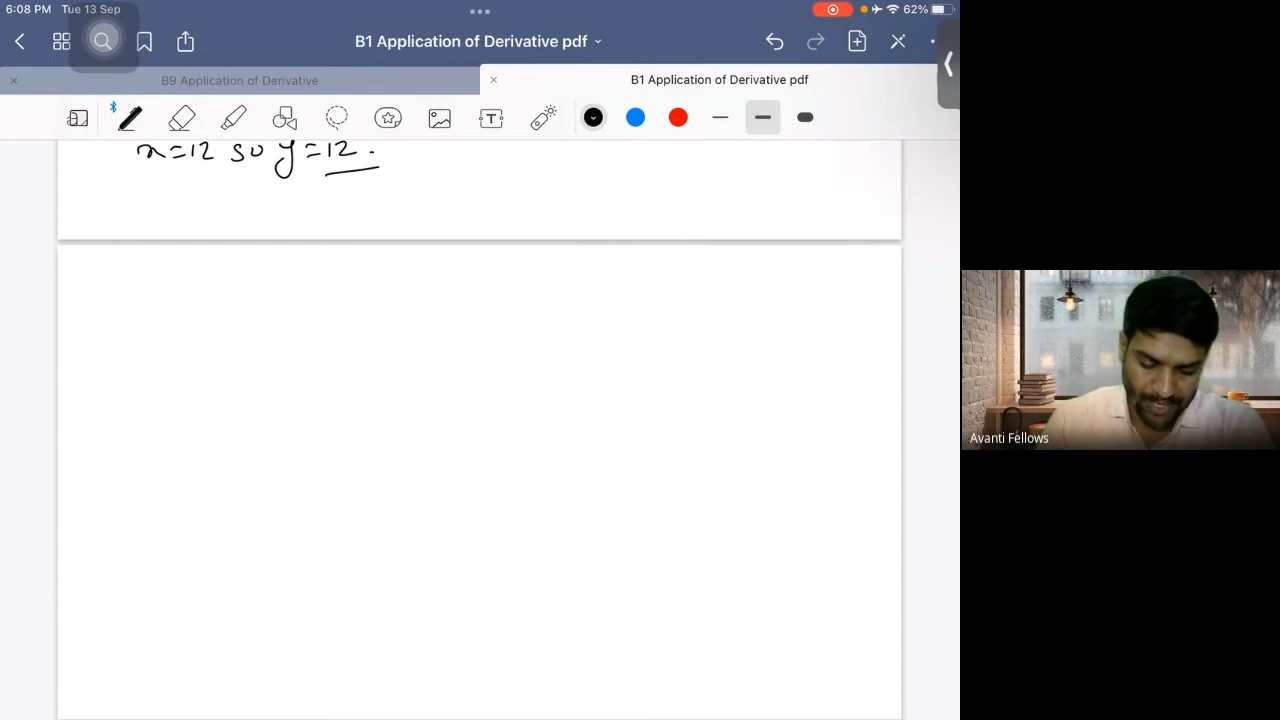 6:08 PM Tue 13 Sep
62%
B1 Application of Derivative pdf
B9 Application of Derivative
B1 Application of Derivative pdf
T
x=12 so y=12.
Avanti Fellows